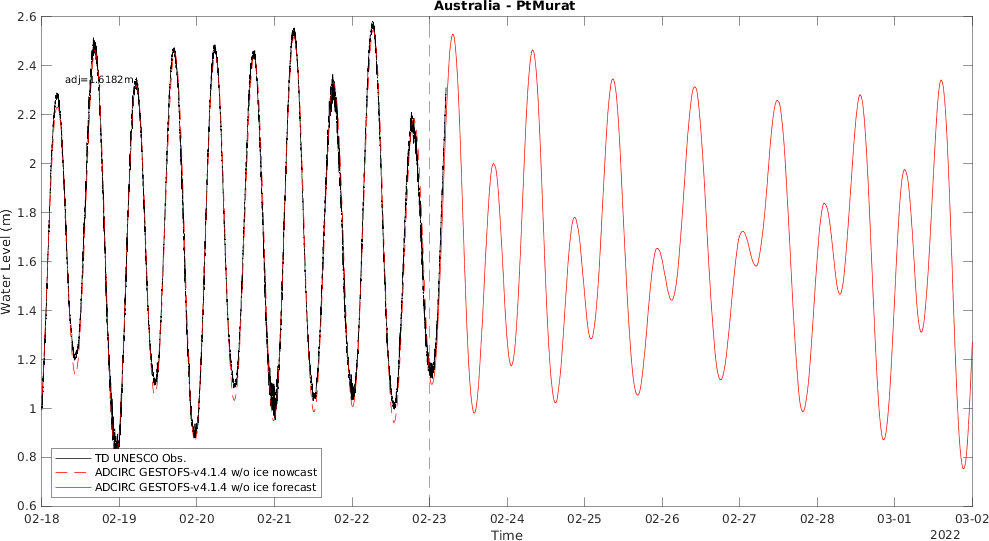 Australia - PtMurat
2.6
2.4
adj=1.6182m
2.2
2
1.8
1.6
1.2
1
0.8
0.6
Water Level (m)
TD UNESCO Obs.
ADCIRC GESTOFS-v4.1.4 w/o ice nowcast
ADCIRC GESTOFS-v4.1.4 w/o ice forecast
02-18 02-19 02-20 02-21 02-22 02-23 02-24 02-25 02-26 02-27 02-28 03-01 03-02
Time
2022